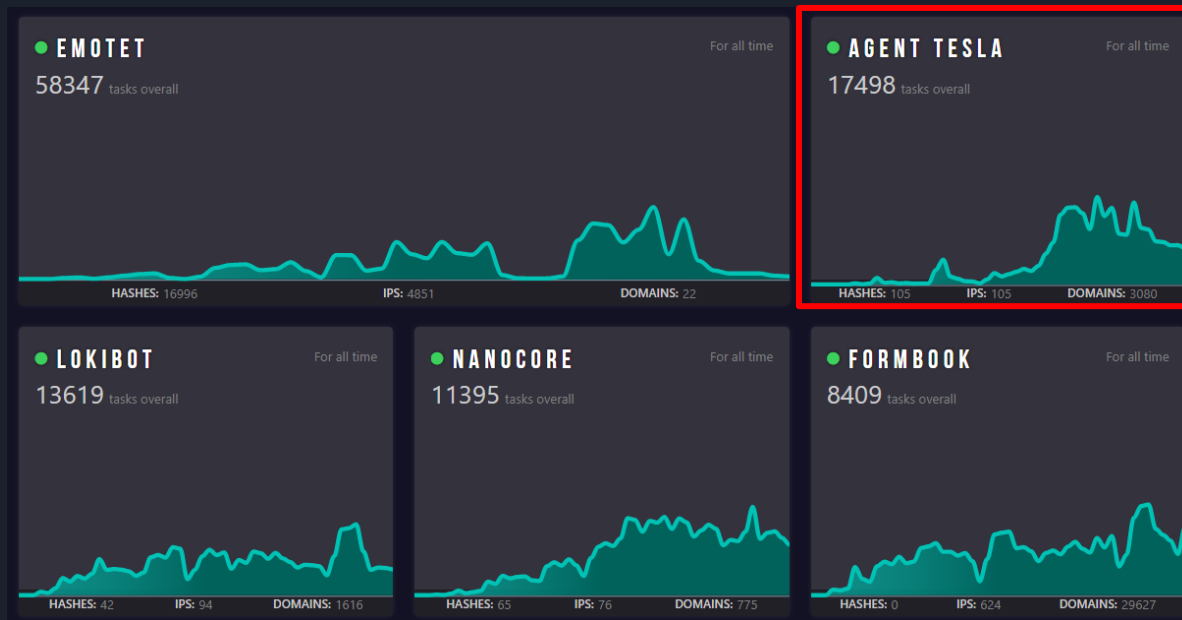 EMOTET
For all time
58347 tasks overall
HASHES: 16996 IPS: 4851 DOMAINS: 22
AGENT TESLA
For all time
17498 tasks overall
HASHES: 105 IPS: 105 DOMAINS: 3080
LOKIBOT
For all time
13619 tasks overall
HASHES: 42 IPS: 94 DOMAINS: 1616
NANOCORE
For all time
11395 tasks overall
HASHES: 65 IPS: 76 DOMAINS: 775
FORMBOOK
For all time
8409 tasks overall
HASHES: 0 IPS: 624 DOMAINS: 29627